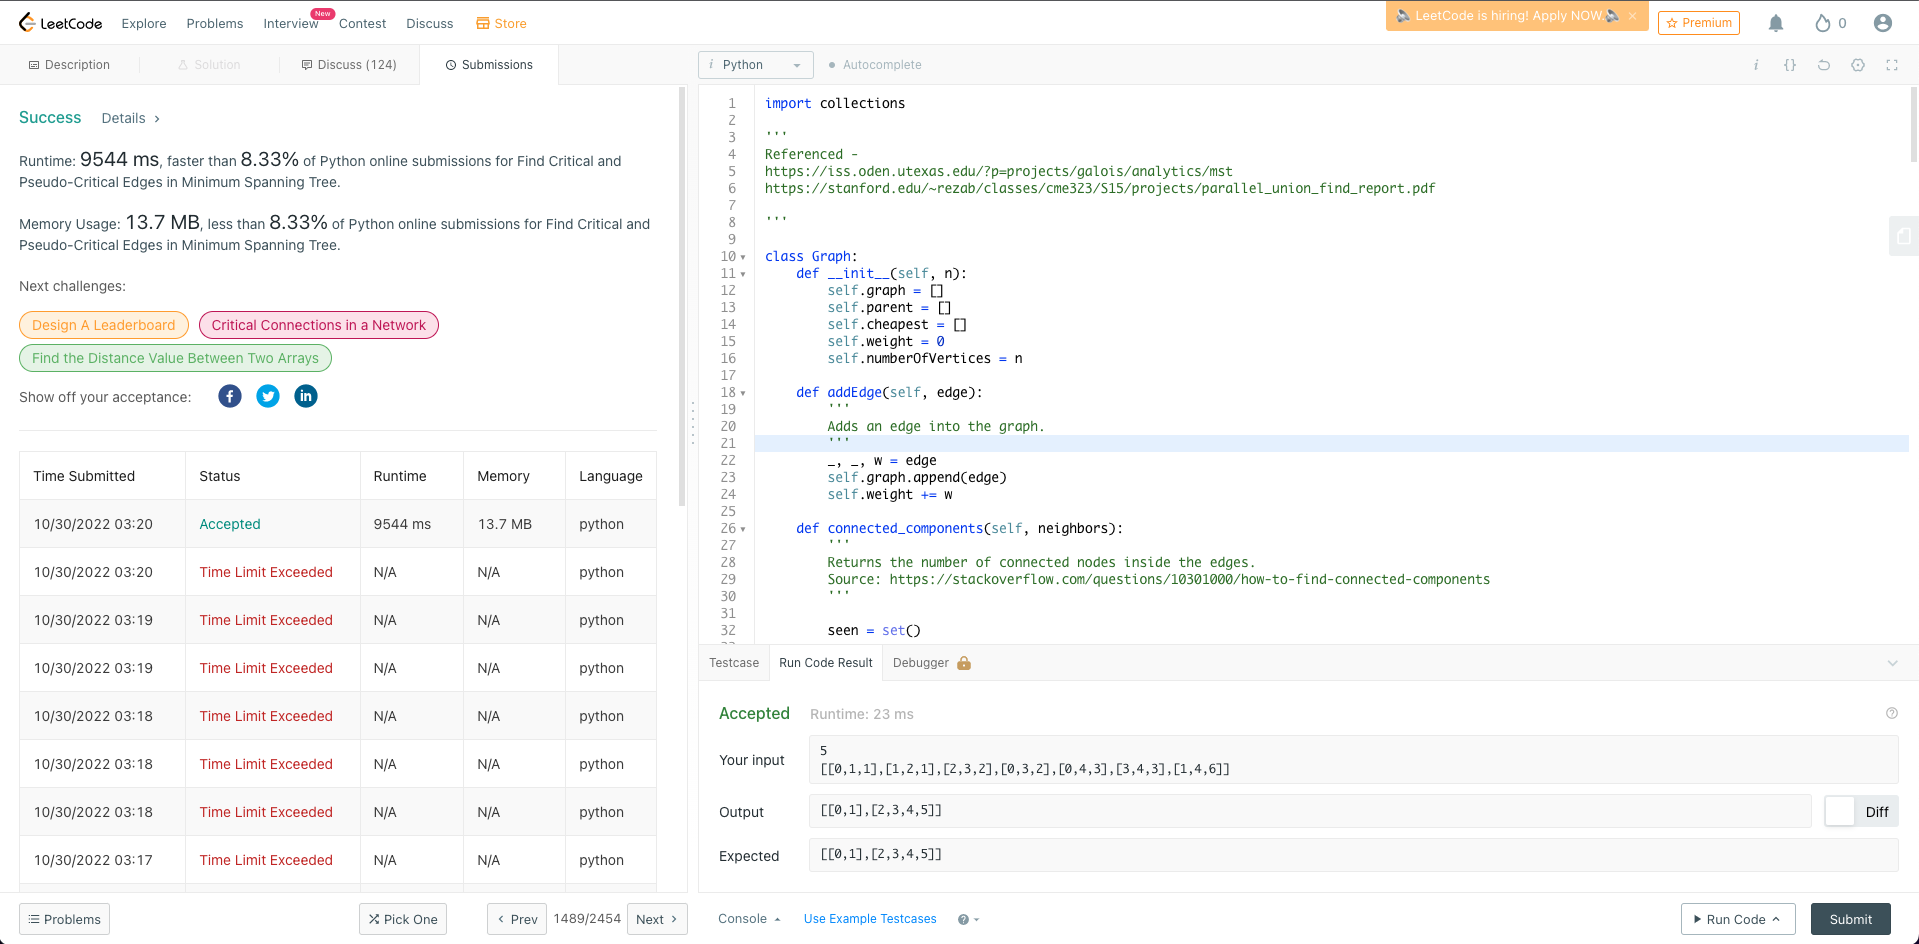 LeetCode Explore Problems Interview New Contest Discuss Store LeetCode is hiring! Apply NOW. × Premium 0
Description Solution Discuss (124) Submissions
Success Details
Runtime: 9544 ms, faster than 8.33% of Python online submissions for Find Critical and
Pseudo-Critical Edges in Minimum Spanning Tree.
Memory Usage: 13.7 MB, less than 8.33% of Python online submissions for Find Critical and
Pseudo-Critical Edges in Minimum Spanning Tree.
Next challenges:
Design A Leaderboard Critical Connections in a Network
Find the Distance Value Between Two Arrays
Show off your acceptance:
Time Submitted Status Runtime Memory Language
10/30/2022 03:20 Accepted 9544 ms 13.7 MB python
10/30/2022 03:20 Time Limit Exceeded N/A N/A python
10/30/2022 03:19 Time Limit Exceeded N/A N/A python
10/30/2022 03:19 Time Limit Exceeded N/A N/A python
10/30/2022 03:18 Time Limit Exceeded N/A N/A python
10/30/2022 03:18 Time Limit Exceeded N/A N/A python
10/30/2022 03:18 Time Limit Exceeded N/A N/A python
10/30/2022 03:17 Time Limit Exceeded N/A N/A python
Problems Pick One Prev 1489/2454 Next
i Python Autocomplete i {}
1 import collections
2
3 '''
4 Referenced -
5 https://iss.oden.utexas.edu/?p=projects/galois/analytics/mst
6 https://stanford.edu/~rezab/classes/cme323/S15/projects/parallel_union_find_report.pdf
7
8 '''
9
10 class Graph:
11     def __init__(self, n):
12         self.graph = []
13         self.parent = []
14         self.cheapest = []
15         self.weight = 0
16         self.numberOfVertices = n
17
18     def addEdge(self, edge):
19         '''
20         Adds an edge into the graph.
21         '''
22         _, _, w = edge
23         self.graph.append(edge)
24         self.weight += w
25
26     def connected_components(self, neighbors):
27         '''
28         Returns the number of connected nodes inside the edges.
29         Source: https://stackoverflow.com/questions/10301000/how-to-find-connected-components
30         '''
31
32         seen = set()
Testcase Run Code Result Debugger
Accepted Runtime: 23 ms
Your input
5
[[0,1,1],[1,2,1],[2,3,2],[0,3,2],[0,4,3],[3,4,3],[1,4,6]]
Output [[0,1],[2,3,4,5]] Diff
Expected [[0,1],[2,3,4,5]]
Console Use Example Testcases ? Run Code Submit